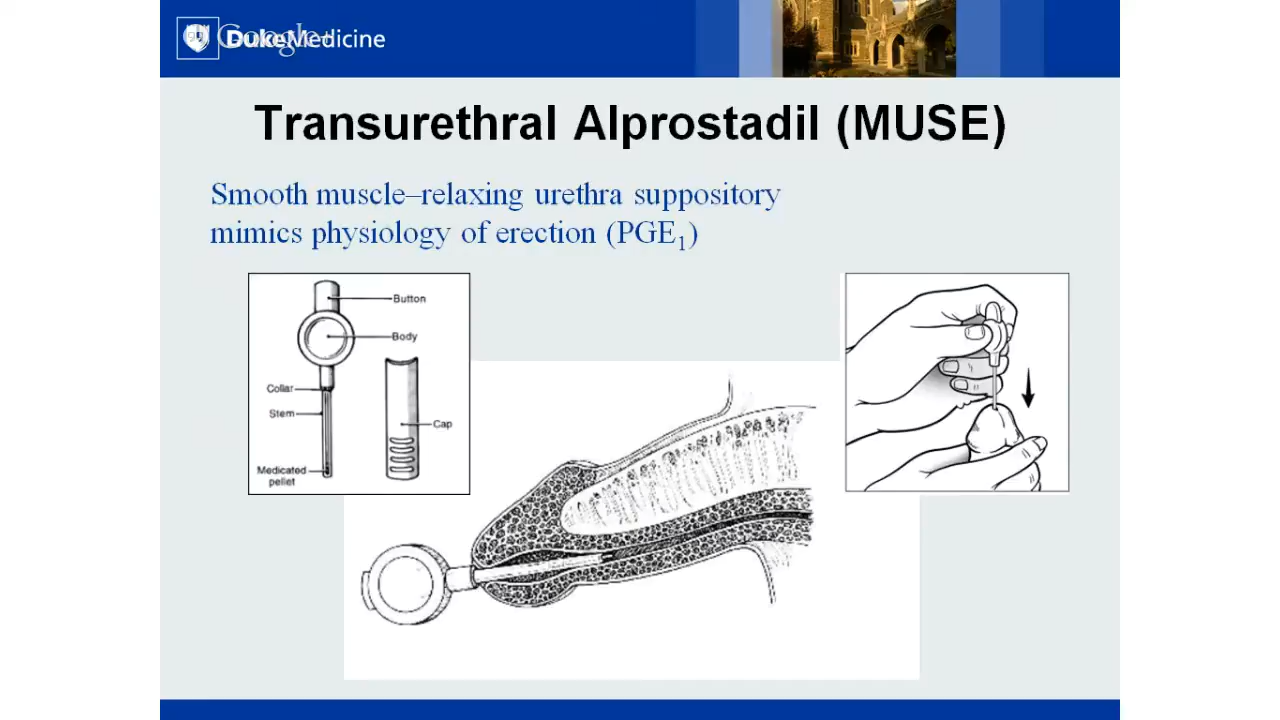 Google+
DukeMedicine
Transurethral Alprostadil (MUSE)
Smooth muscle–relaxing urethra suppository
mimics physiology of erection (PGE1)
Button
Body
Collar
Stem
Cap
Medicated
pellet